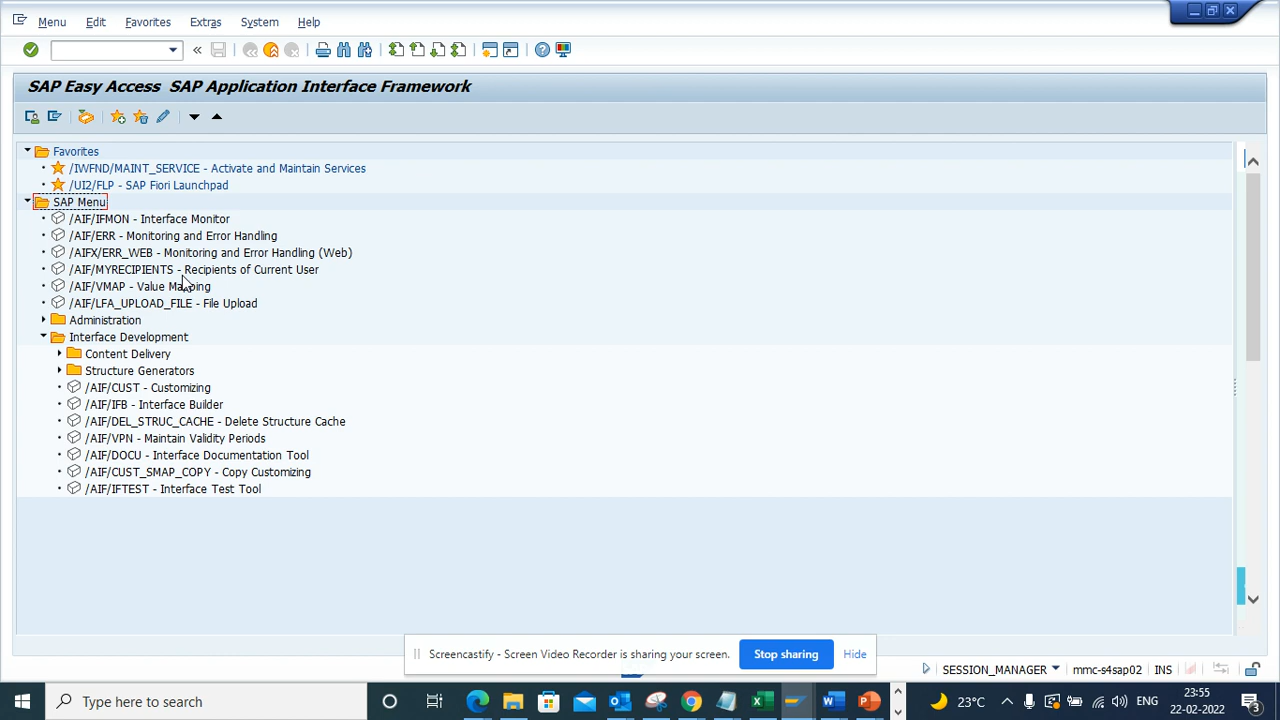 Menu Edit Favorites Extras System Help
SAP Easy Access SAP Application Interface Framework
Favorites
/IWFND/MAINT_SERVICE - Activate and Maintain Services
/UI2/FLP - SAP Fiori Launchpad
SAP Menu
/AIF/IFMON - Interface Monitor
/AIF/ERR - Monitoring and Error Handling
/AIFX/ERR_WEB - Monitoring and Error Handling (Web)
/AIF/MYRECIPIENTS - Recipients of Current User
/AIF/VMAP - Value Mapping
/AIF/LFA_UPLOAD_FILE - File Upload
Administration
Interface Development
Content Delivery
Structure Generators
/AIF/CUST - Customizing
/AIF/IFB - Interface Builder
/AIF/DEL_STRUC_CACHE - Delete Structure Cache
/AIF/VPN - Maintain Validity Periods
/AIF/DOCU - Interface Documentation Tool
/AIF/CUST_SMAP_COPY - Copy Customizing
/AIF/IFTEST - Interface Test Tool
Screencastify - Screen Video Recorder is sharing your screen. Stop sharing Hide
SESSION_MANAGER mmc-s4sap02 INS
Type here to search 23°C ENG 23:55
22-02-2022 3